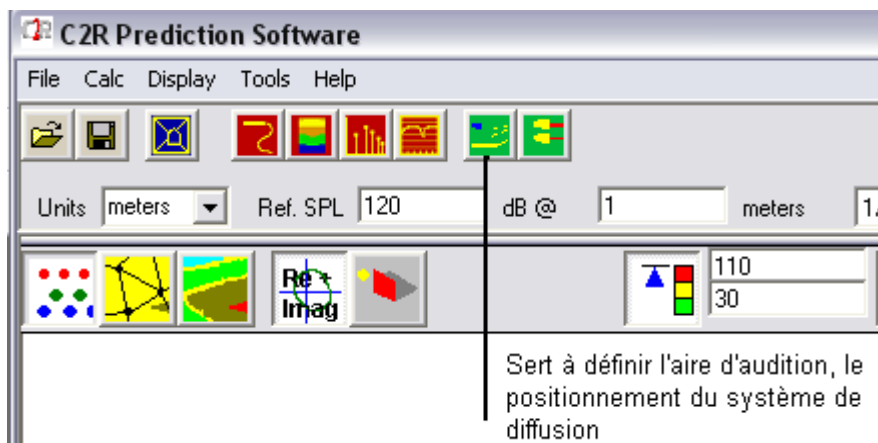 C2R Prediction Software
File Calc Display Tools Help
Units meters Ref. SPL 120 dB @ 1 meters
Re +
Imag
110
30
Sert à définir l'aire d'audition, le
positionnement du système de
diffusion